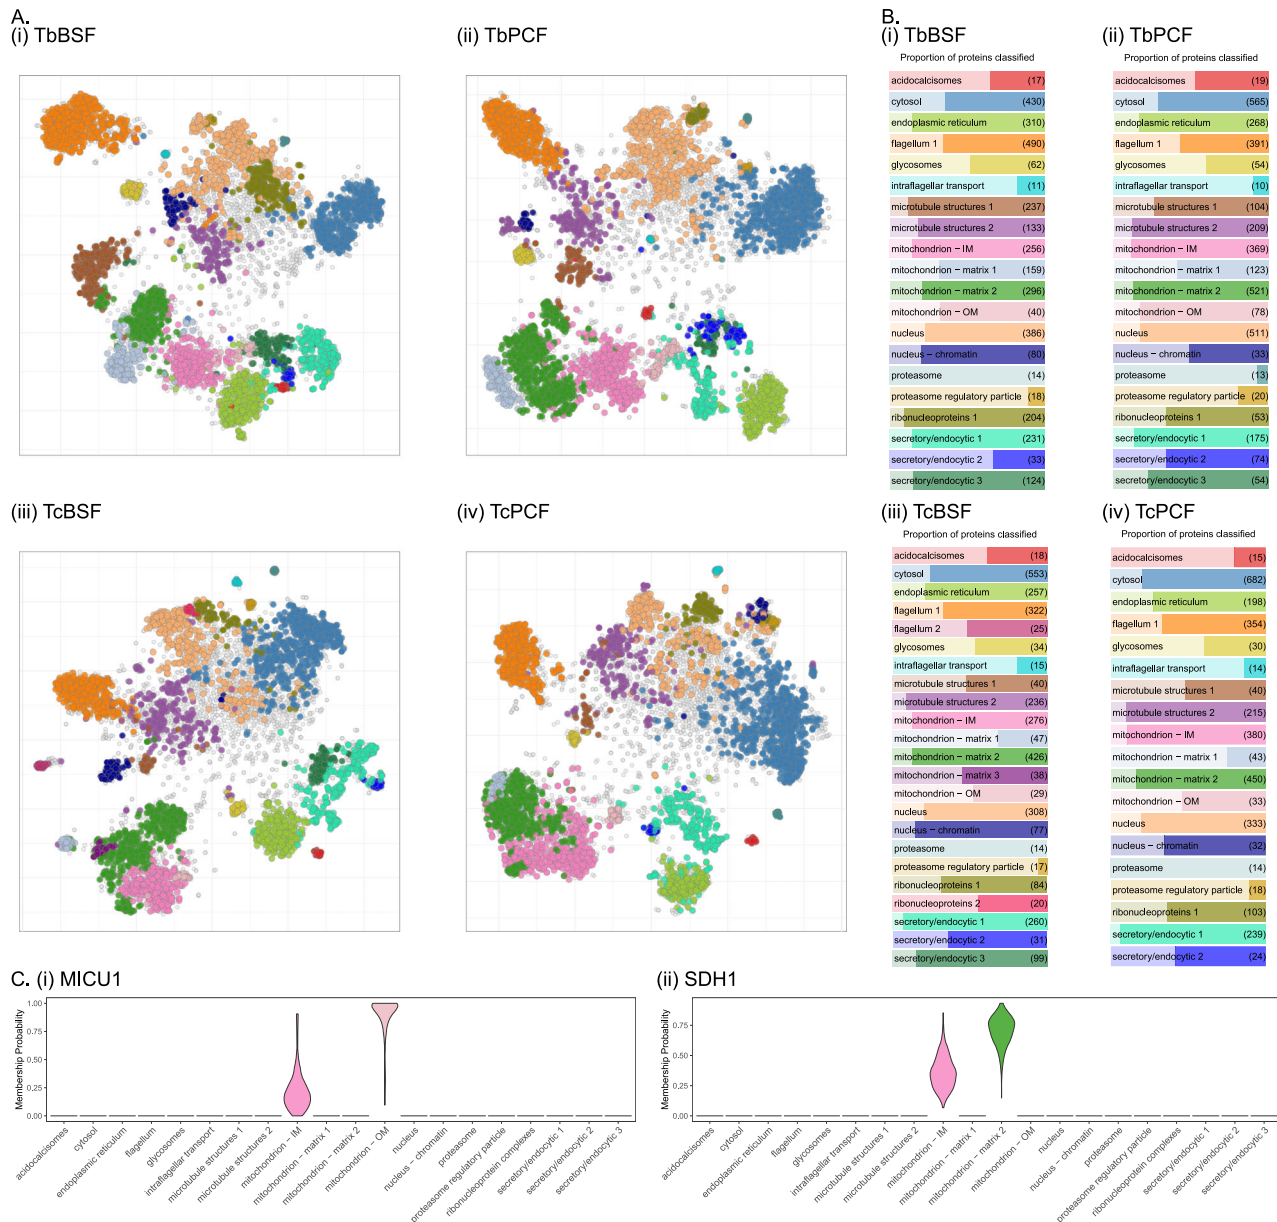 A.
(i) TbBSF
(ii) TbPCF
B.
(i) TbBSF
(ii) TbPCF
Proportion of proteins classified
acidocalcisomes (17)
cytosol (430)
endoplasmic reticulum (310)
flagellum 1 (490)
glycosomes (62)
intraflagellar transport (11)
microtubule structures 1 (237)
microtubule structures 2 (133)
mitochondrion − IM (256)
mitochondrion − matrix 1 (159)
mitochondrion − matrix 2 (296)
mitochondrion − OM (40)
nucleus (386)
nucleus − chromatin (80)
proteasome (14)
proteasome regulatory particle (18)
ribonucleoproteins 1 (204)
secretory/endocytic 1 (231)
secretory/endocytic 2 (33)
secretory/endocytic 3 (124)
Proportion of proteins classified
acidocalcisomes (19)
cytosol (565)
endoplasmic reticulum (268)
flagellum 1 (391)
glycosomes (54)
intraflagellar transport (10)
microtubule structures 1 (104)
microtubule structures 2 (209)
mitochondrion − IM (369)
mitochondrion − matrix 1 (123)
mitochondrion − matrix 2 (521)
mitochondrion − OM (78)
nucleus (511)
nucleus − chromatin (33)
proteasome (13)
proteasome regulatory particle (20)
ribonucleoproteins 1 (53)
secretory/endocytic 1 (175)
secretory/endocytic 2 (74)
secretory/endocytic 3 (54)
(iii) TcBSF
(iv) TcPCF
(iii) TcBSF
(iv) TcPCF
Proportion of proteins classified
acidocalcisomes (18)
cytosol (553)
endoplasmic reticulum (257)
flagellum 1 (322)
flagellum 2 (25)
glycosomes (34)
intraflagellar transport (15)
microtubule structures 1 (40)
microtubule structures 2 (236)
mitochondrion − IM (276)
mitochondrion − matrix 1 (47)
mitochondrion − matrix 2 (426)
mitochondrion − matrix 3 (38)
mitochondrion − OM (29)
nucleus (308)
nucleus − chromatin (77)
proteasome (14)
proteasome regulatory particle (17)
ribonucleoproteins 1 (84)
ribonucleoproteins 2 (20)
secretory/endocytic 1 (260)
secretory/endocytic 2 (31)
secretory/endocytic 3 (99)
Proportion of proteins classified
acidocalcisomes (15)
cytosol (682)
endoplasmic reticulum (198)
flagellum 1 (354)
glycosomes (30)
intraflagellar transport (14)
microtubule structures 1 (40)
microtubule structures 2 (215)
mitochondrion − IM (380)
mitochondrion − matrix 1 (43)
mitochondrion − matrix 2 (450)
mitochondrion − OM (33)
nucleus (333)
nucleus − chromatin (32)
proteasome (14)
proteasome regulatory particle (18)
ribonucleoproteins 1 (103)
secretory/endocytic 1 (239)
secretory/endocytic 2 (24)
C. (i) MICU1
Membership Probability
1.00
0.75
0.50
0.25
0.00
acidocalcisomes
cytosol
endoplasmic reticulum
flagellum
glycosomes
intraflagellar transport
microtubule structures 1
microtubule structures 2
mitochondrion − IM
mitochondrion − matrix 1
mitochondrion − matrix 2
mitochondrion − OM
nucleus
nucleus − chromatin
proteasome
proteasome regulatory particle
ribonucleoprotein complexes
secretory/endocytic 1
secretory/endocytic 2
secretory/endocytic 3
(ii) SDH1
Membership Probability
0.75
0.50
0.25
0.00
acidocalcisomes
cytosol
endoplasmic reticulum
flagellum
glycosomes
intraflagellar transport
microtubule structures 1
microtubule structures 2
mitochondrion − IM
mitochondrion − matrix 1
mitochondrion − matrix 2
mitochondrion − OM
nucleus
nucleus − chromatin
proteasome
proteasome regulatory particle
ribonucleoprotein complexes
secretory/endocytic 1
secretory/endocytic 2
secretory/endocytic 3